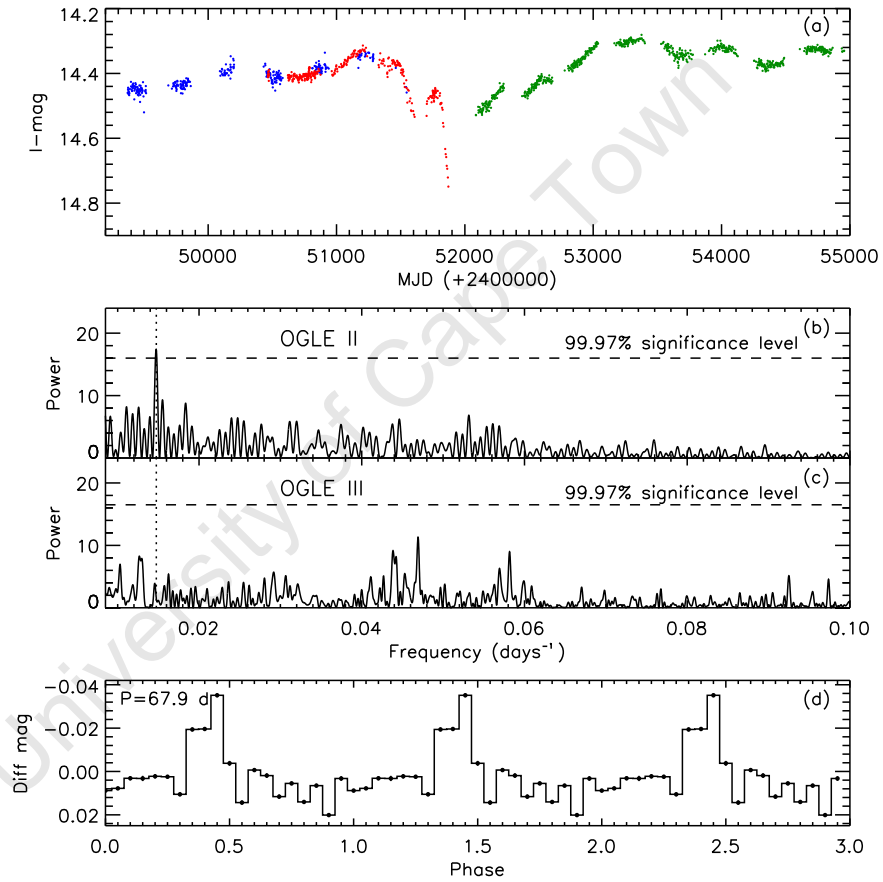 (a)
14.2
14.4
14.6
14.8
I-mag
50000 51000 52000 53000 54000 55000
MJD (+2400000)
(b)
OGLE II
99.97% significance level
20
10
0
Power
(c)
OGLE III
99.97% significance level
20
10
0
Power
0.02 0.04 0.06 0.08 0.10
Frequency (days⁻¹)
(d)
P=67.9 d
-0.04
-0.02
0.00
0.02
Diff mag
0.0 0.5 1.0 1.5 2.0 2.5 3.0
Phase
University of Cape Town